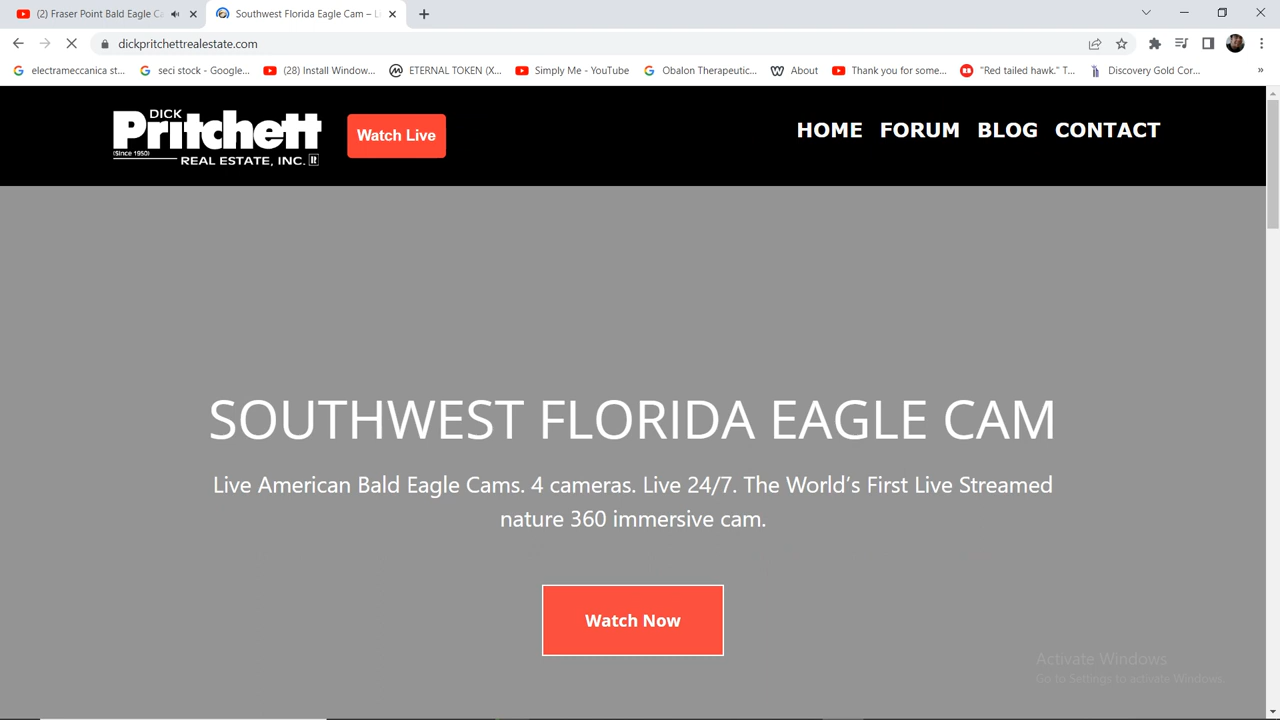 (2) Fraser Point Bald Eagle Ca
Southwest Florida Eagle Cam – L
dickpritchettrealestate.com
electrameccanica st...
seci stock - Google...
(28) Install Window...
ETERNAL TOKEN (X...
Simply Me - YouTube
Obalon Therapeutic...
About
Thank you for some...
"Red tailed hawk." T...
Discovery Gold Cor...
»
DICK
Pritchett
(Since 1950)
REAL ESTATE, INC. R
Watch Live
HOME
FORUM
BLOG
CONTACT
SOUTHWEST FLORIDA EAGLE CAM
Live American Bald Eagle Cams. 4 cameras. Live 24/7. The World's First Live Streamed
nature 360 immersive cam.
Watch Now
Activate Windows
Go to Settings to activate Windows.